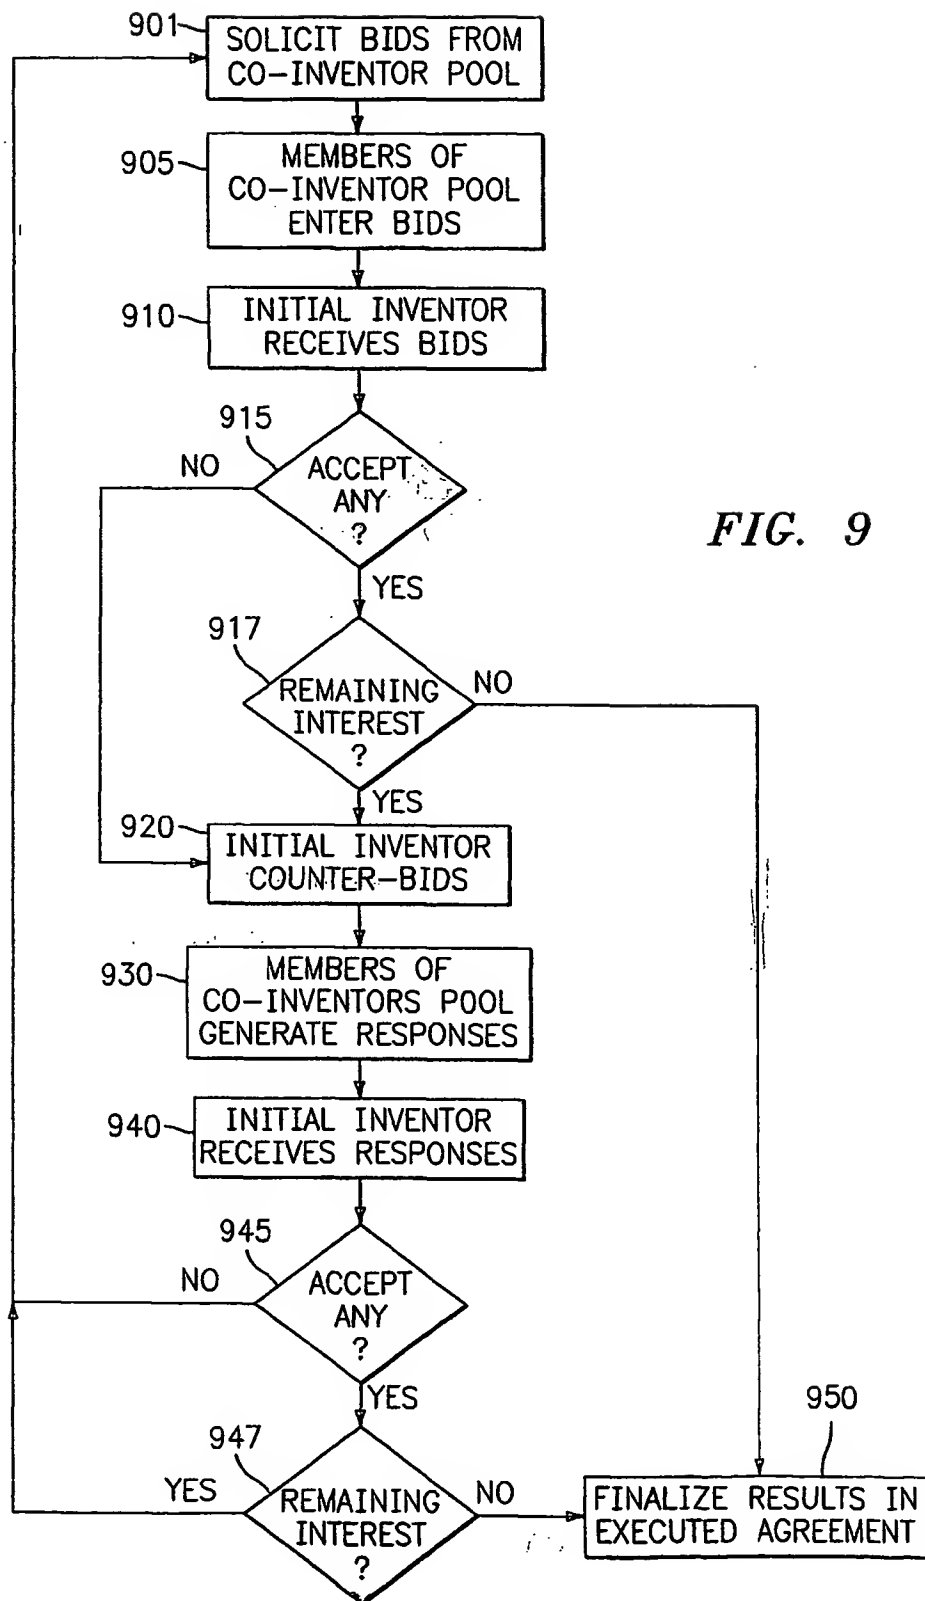 901
SOLICIT BIDS FROM
CO-INVENTOR POOL
905
MEMBERS OF
CO-INVENTOR POOL
ENTER BIDS
910
INITIAL INVENTOR
RECEIVES BIDS
915
NO
ACCEPT
ANY
?
YES
FIG. 9
917
REMAINING
INTEREST
?
NO
YES
920
INITIAL INVENTOR
COUNTER-BIDS
930
MEMBERS OF
CO-INVENTORS POOL
GENERATE RESPONSES
940
INITIAL INVENTOR
RECEIVES RESPONSES
945
NO
ACCEPT
ANY
?
YES
947
YES
REMAINING
INTEREST
?
NO
950
FINALIZE RESULTS IN
EXECUTED AGREEMENT